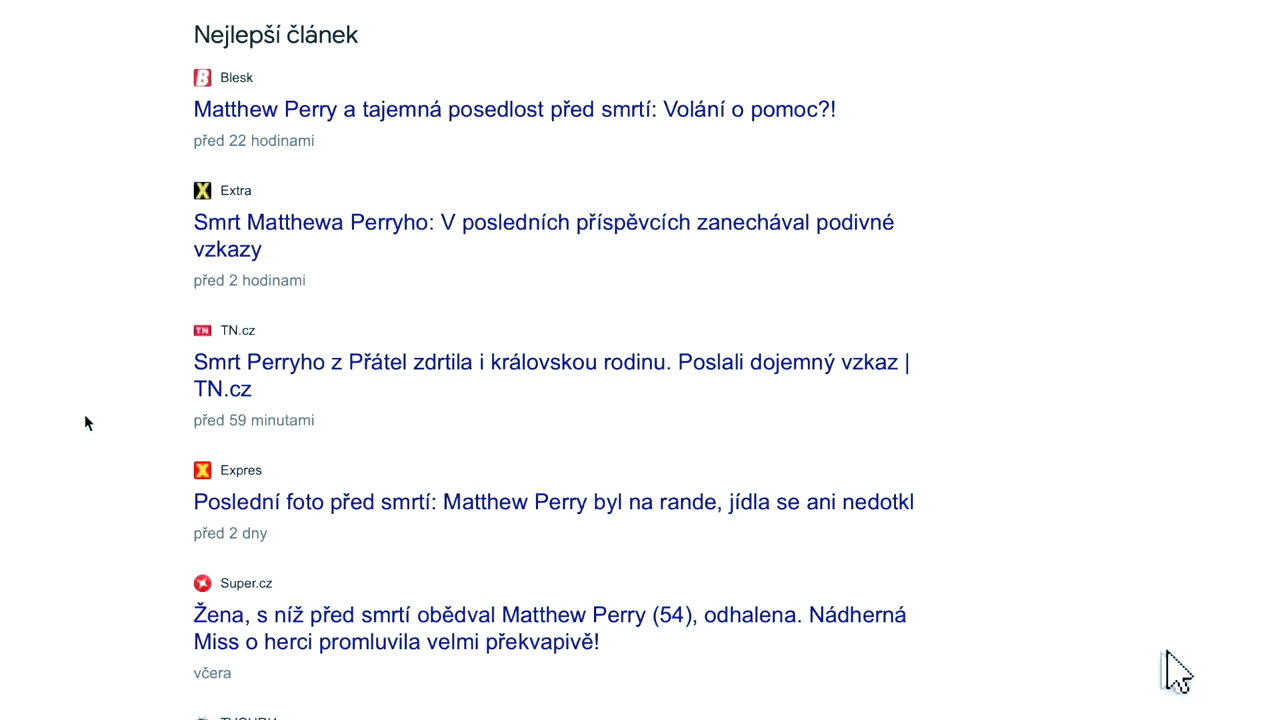 Nejlepší článek
Blesk
Matthew Perry a tajemná posedlost před smrtí: Volání o pomoc?!
před 22 hodinami
Extra
Smrt Matthewa Perryho: V posledních příspěvcích zanechával podivné
vzkazy
před 2 hodinami
TN TN.cz
Smrt Perryho z Přátel zdrtila i královskou rodinu. Poslali dojemný vzkaz |
TN.cz
před 59 minutami
Expres
Poslední foto před smrtí: Matthew Perry byl na rande, jídla se ani nedotkl
před 2 dny
Super.cz
Žena, s níž před smrtí obědval Matthew Perry (54), odhalena. Nádherná
Miss o herci promluvila velmi překvapivě!
včera